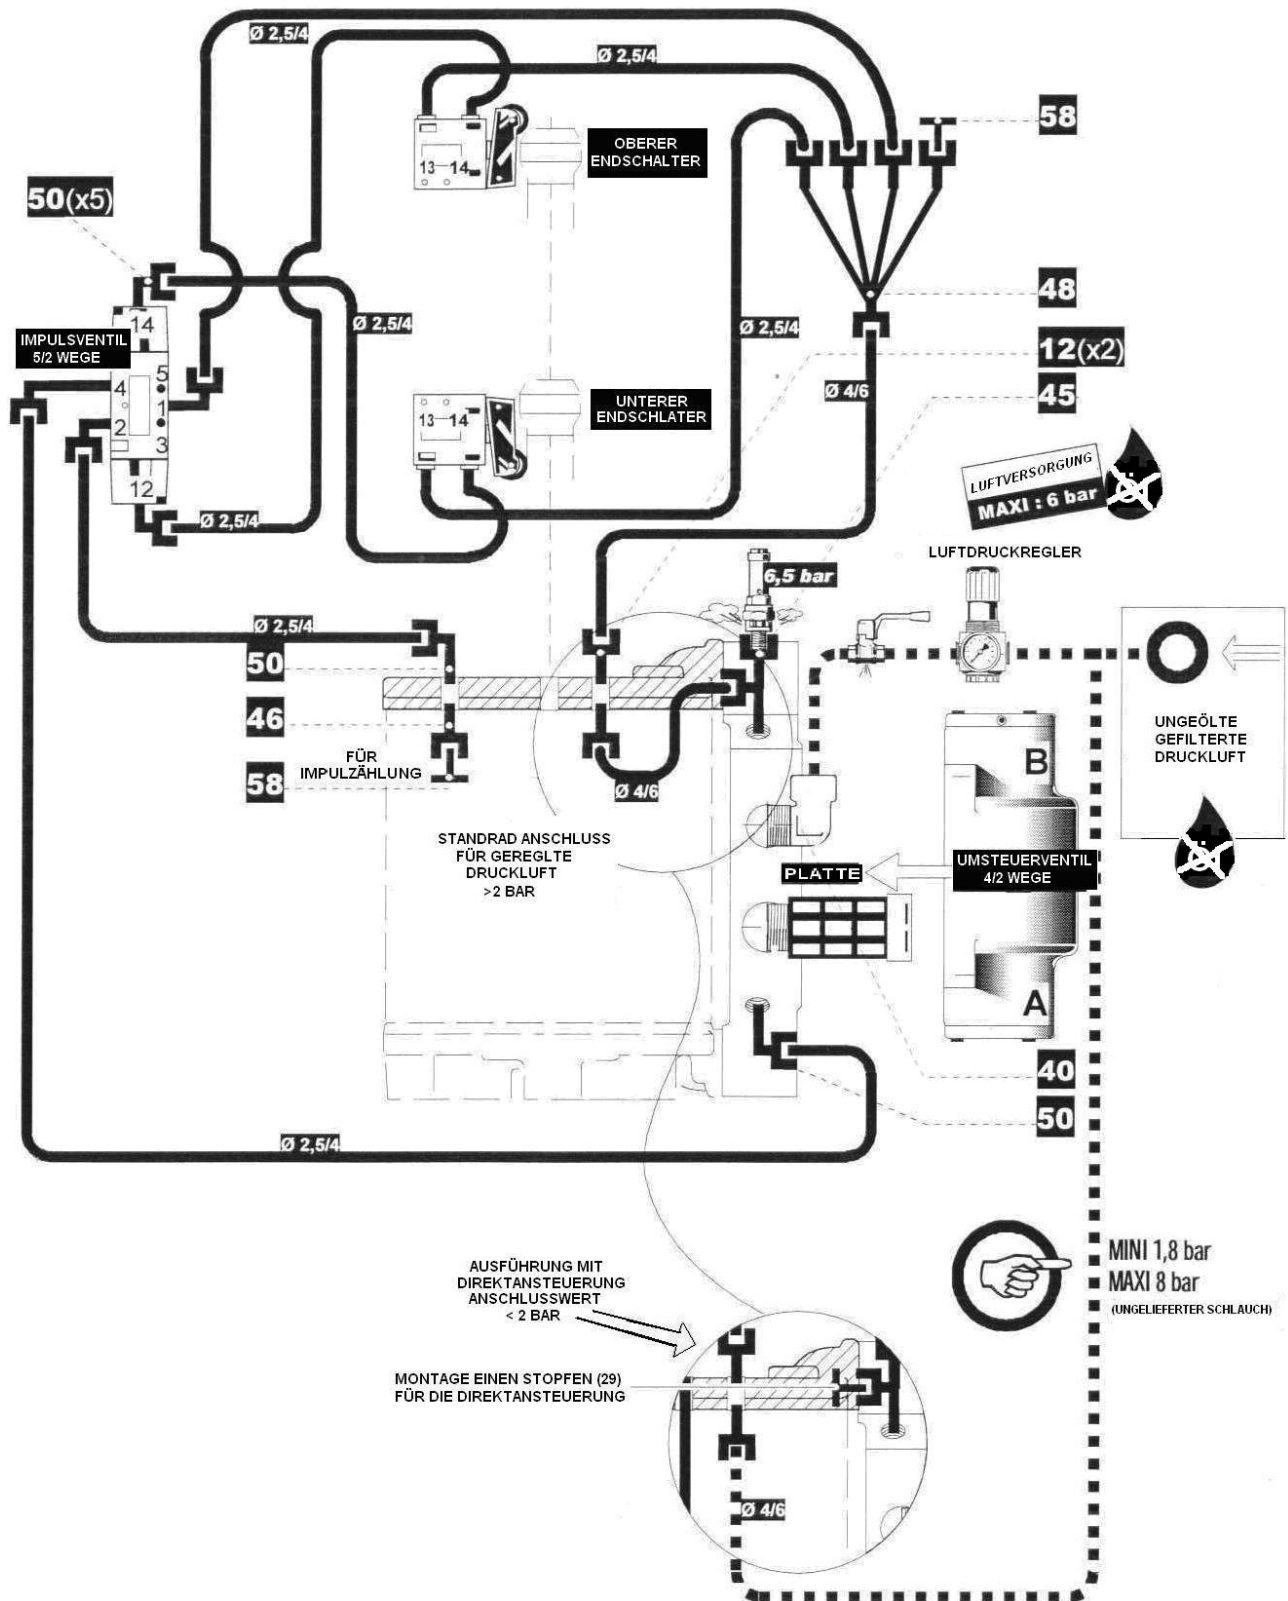 Ø 2,5/4
Ø 2,5/4
58
OBERER
ENDSCHALTER
13 14
50(x5)
48
14
Ø 2,5/4
Ø 2,5/4
IMPULSVENTIL
5/2 WEGE
12(x2)
5
4
1
2
3
12
UNTERER
ENDSCHLATER
13 14
Ø 4/6
45
LUFTVERSORGUNG
MAXI : 6 bar
Öl
Ø 2,5/4
LUFTDRUCKREGLER
6,5 bar
Ø 2,5/4
50
46
58
FÜR
IMPULZÄHLUNG
Ø 4/6
UNGEÖLTE
GEFILTERTE
DRUCKLUFT
B
STANDRAD ANSCHLUSS
FÜR GEREGLTE
DRUCKLUFT
>2 BAR
PLATTE
UMSTEUERVENTIL
4/2 WEGE
Öl
A
40
50
Ø 2,5/4
MINI 1,8 bar
MAXI 8 bar
(UNGELIEFERTER SCHLAUCH)
AUSFÜHRUNG MIT
DIREKTANSTEUERUNG
ANSCHLUSSWERT
< 2 BAR
MONTAGE EINEN STOPFEN (29)
FÜR DIE DIREKTANSTEUERUNG
Ø 4/6